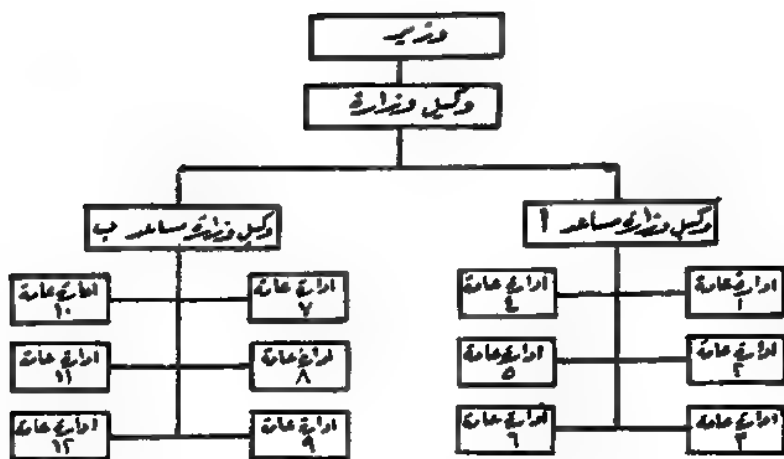 وزير
وكيل وزارة
وكيل وزارة مساعد أ
وكيل وزارة مساعد ب
ادارة عامة
١
ادارة عامة
٤
ادارة عامة
٧
ادارة عامة
١٠
ادارة عامة
٢
ادارة عامة
٥
ادارة عامة
٨
ادارة عامة
١١
ادارة عامة
٣
ادارة عامة
٦
ادارة عامة
٩
ادارة عامة
١٢